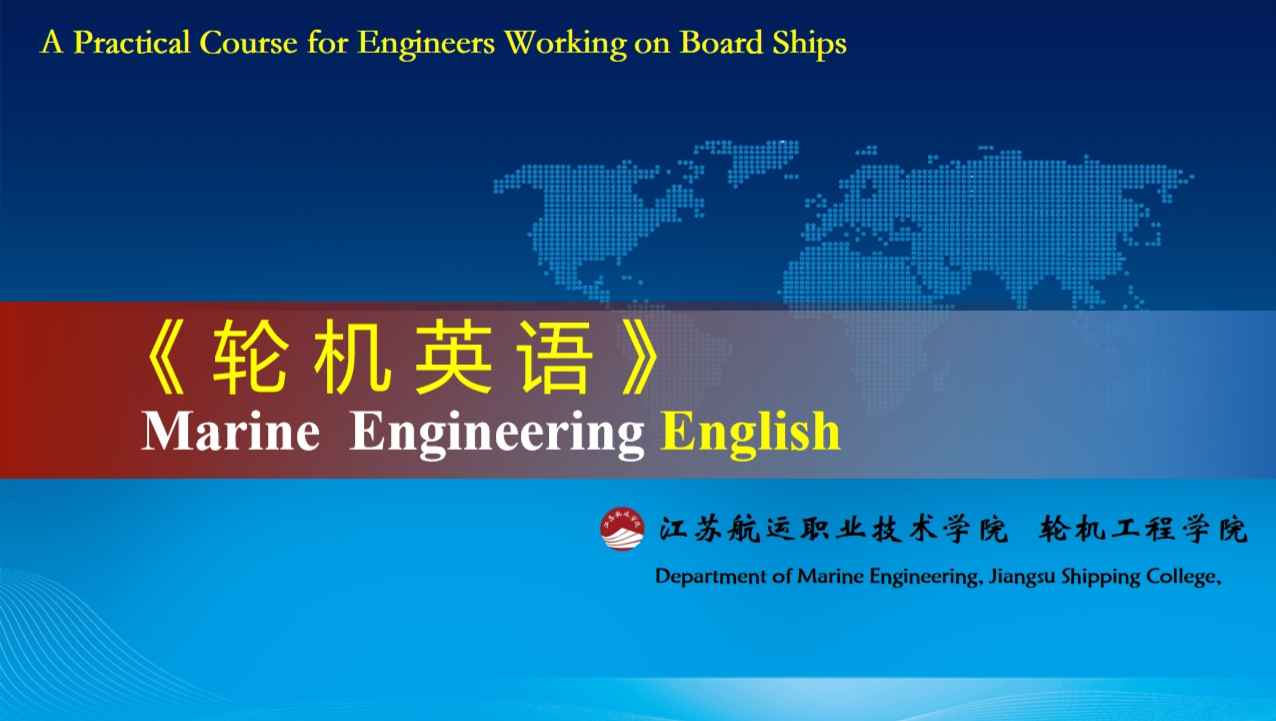 A Practical Course for Engineers Working on Board Ships
《轮机英语》
Marine Engineering English
江苏航运职业技术学院 轮机工程学院
Department of Marine Engineering, Jiangsu Shipping College,